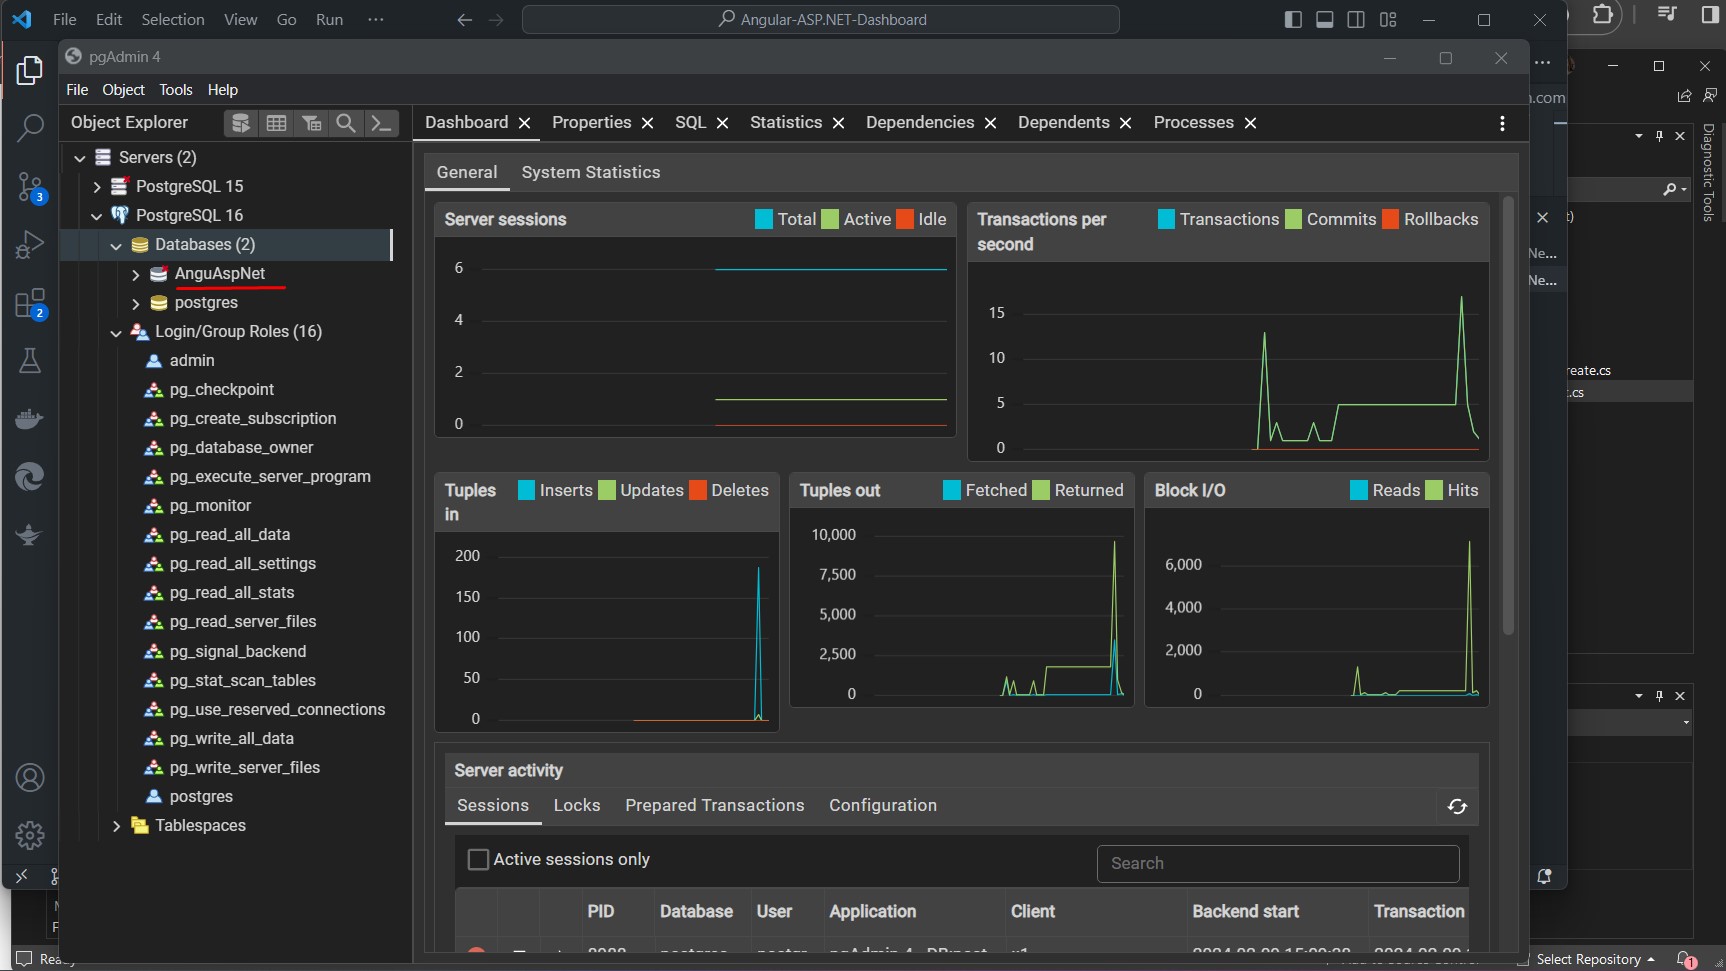 File Edit Selection View Go Run ···
Angular-ASP.NET-Dashboard
pgAdmin 4
File Object Tools Help
Object Explorer
Dashboard Properties SQL Statistics Dependencies Dependents Processes
Servers (2)
PostgreSQL 15
PostgreSQL 16
Databases (2)
AnguAspNet
postgres
Login/Group Roles (16)
admin
pg_checkpoint
pg_create_subscription
pg_database_owner
pg_execute_server_program
pg_monitor
pg_read_all_data
pg_read_all_settings
pg_read_all_stats
pg_read_server_files
pg_signal_backend
pg_stat_scan_tables
pg_use_reserved_connections
pg_write_all_data
pg_write_server_files
postgres
Tablespaces
3
2
General System Statistics
Server sessions Total Active Idle
6
4
2
0
Transactions per second Transactions Commits Rollbacks
15
10
5
0
Tuples in Inserts Updates Deletes
200
150
100
50
0
Tuples out Fetched Returned
10,000
7,500
5,000
2,500
0
Block I/O Reads Hits
6,000
4,000
2,000
0
Server activity
Sessions Locks Prepared Transactions Configuration
Active sessions only
Search
PID Database User Application Client Backend start Transaction
Diagnostic Tools
.com
Ne...
Ne...
reate.cs
.cs
Select Repository
1